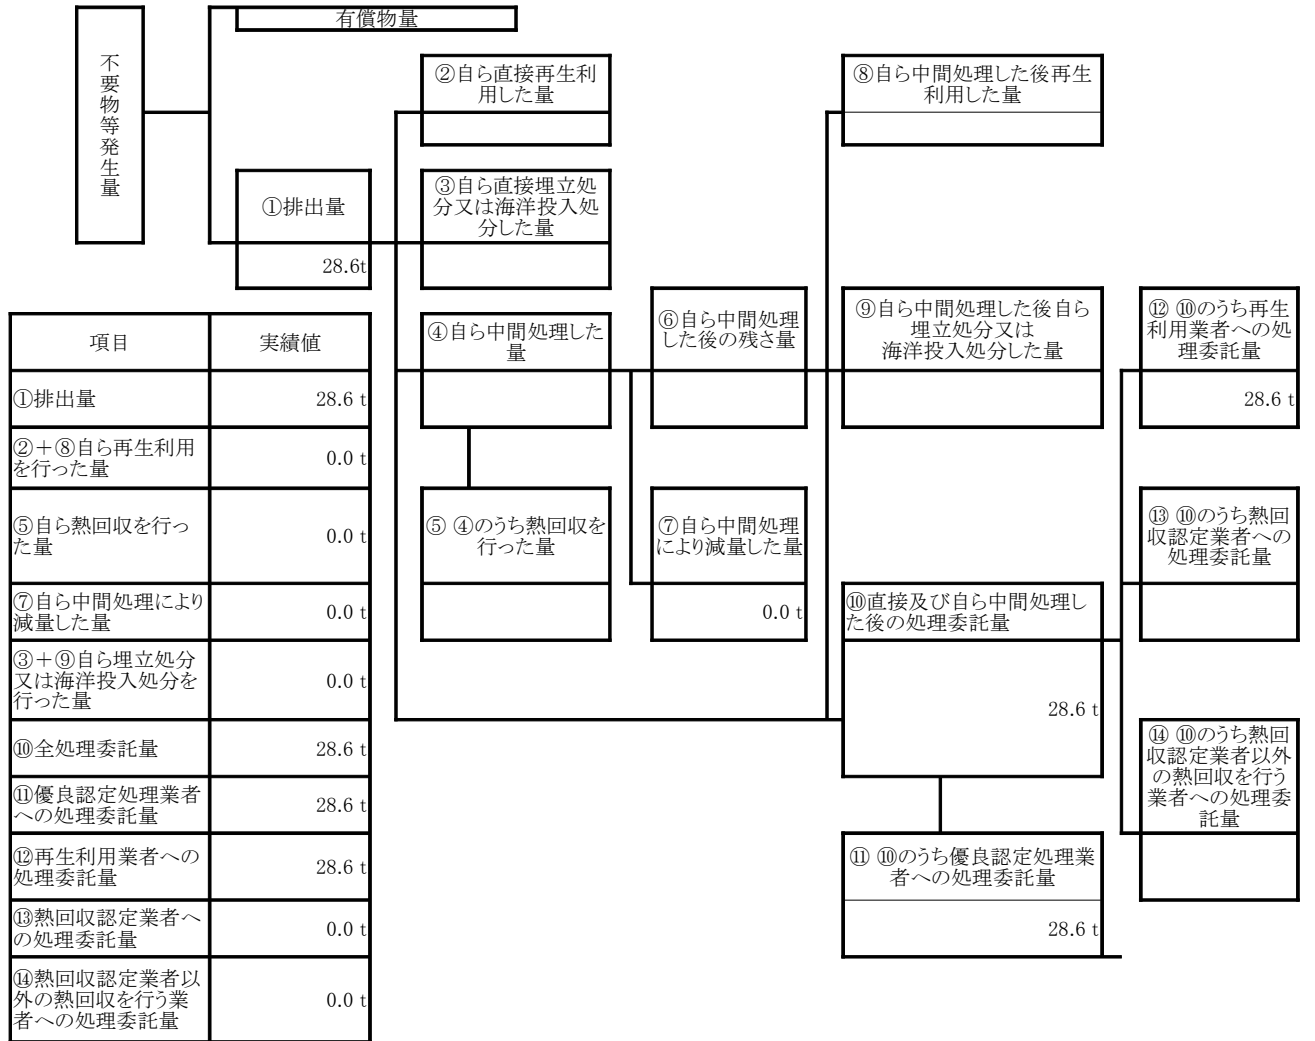 有償物量
不要物等発生量
②自ら直接再生利
用した量
⑧自ら中間処理した後再生
利用した量
①排出量
28.6t
③自ら直接埋立処
分又は海洋投入処
分した量
④自ら中間処理した
量
⑥自ら中間処理
した後の残さ量
⑨自ら中間処理した後自ら
埋立処分又は
海洋投入処分した量
⑫ ⑩のうち再生
利用業者への処
理委託量
28.6 t
⑤ ④のうち熱回収を
行った量
⑦自ら中間処理
により減量した量
0.0 t
⑬ ⑩のうち熱回
収認定業者への
処理委託量
⑩直接及び自ら中間処理し
た後の処理委託量
28.6 t
⑭ ⑩のうち熱回
収認定業者以外
の熱回収を行う
業者への処理委
託量
⑪ ⑩のうち優良認定処理業
者への処理委託量
28.6 t
項目 実績値
①排出量 28.6 t
②+⑧自ら再生利用
を行った量 0.0 t
⑤自ら熱回収を行っ
た量 0.0 t
⑦自ら中間処理により
減量した量 0.0 t
③+⑨自ら埋立処分
又は海洋投入処分を
行った量 0.0 t
⑩全処理委託量 28.6 t
⑪優良認定処理業者
への処理委託量 28.6 t
⑫再生利用業者への
処理委託量 28.6 t
⑬熱回収認定業者へ
の処理委託量 0.0 t
⑭熱回収認定業者以
外の熱回収を行う業
者への処理委託量 0.0 t